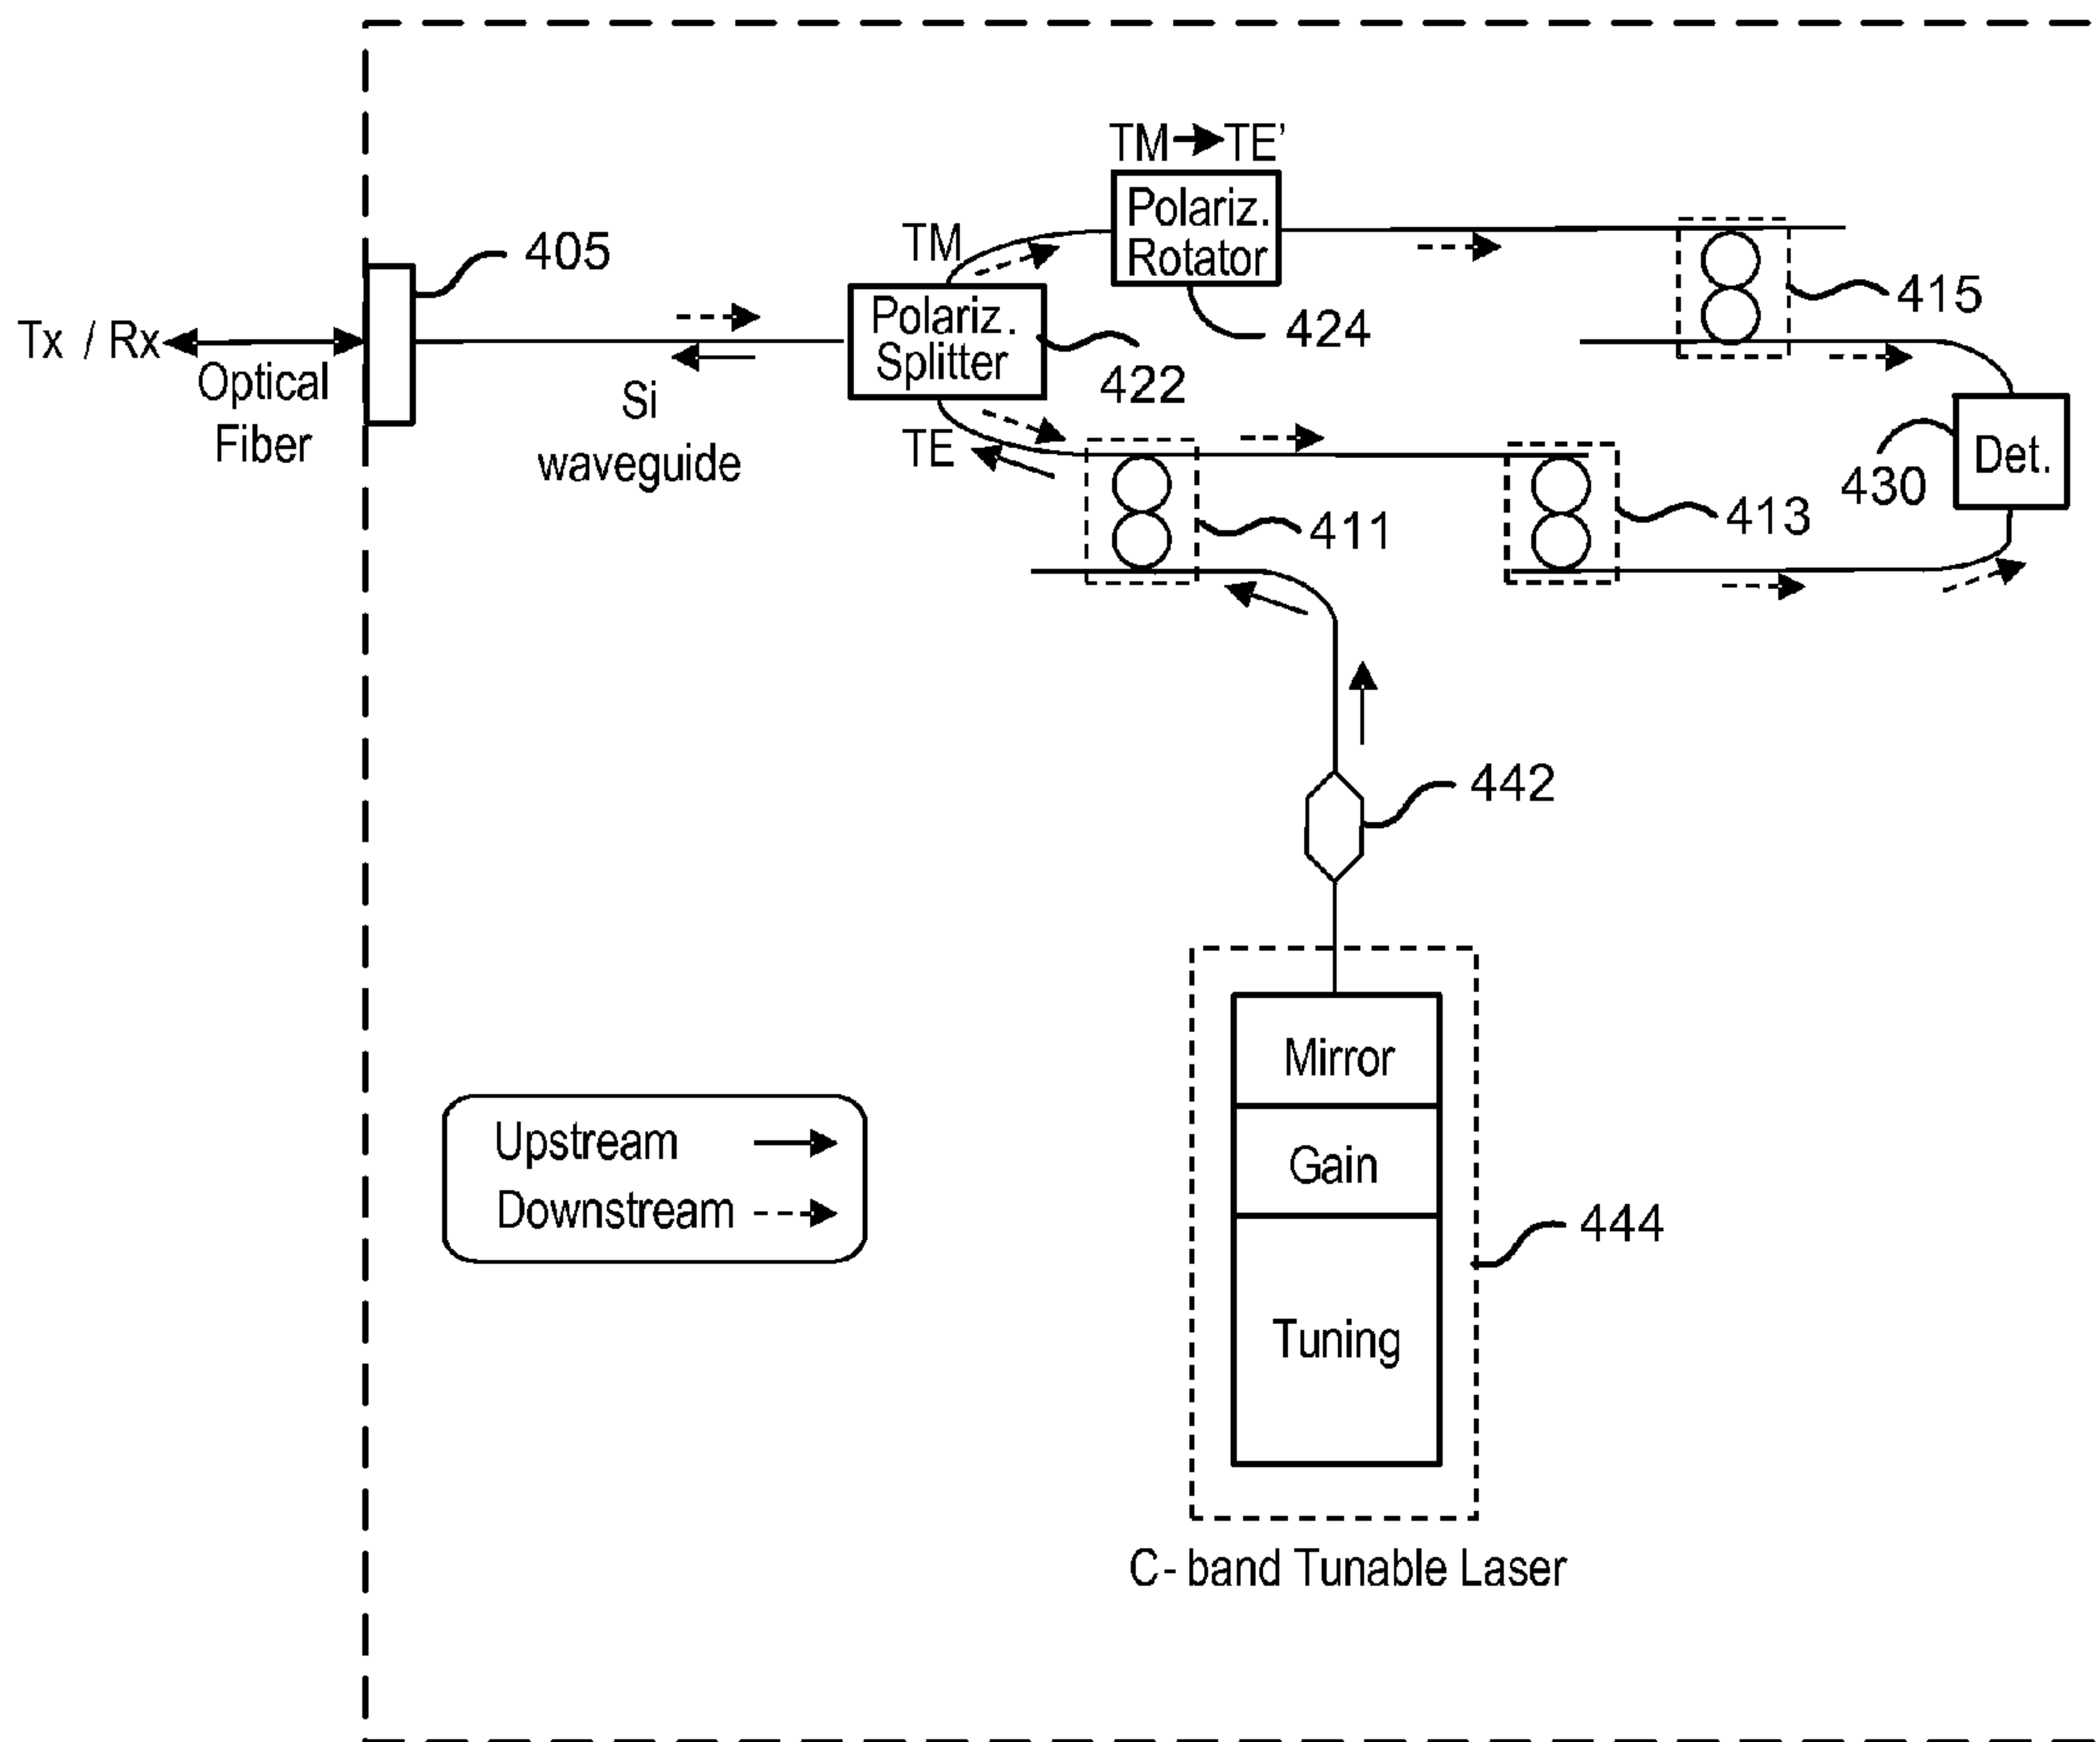 TM→TE'
Polariz.
Rotator
424
405
TM
Polariz.
Splitter
422
415
Tx / Rx
Optical
Fiber
Si
waveguide
TE
411
413
430
Det.
442
Mirror
Gain
Tuning
444
C- band Tunable Laser
Upstream
Downstream